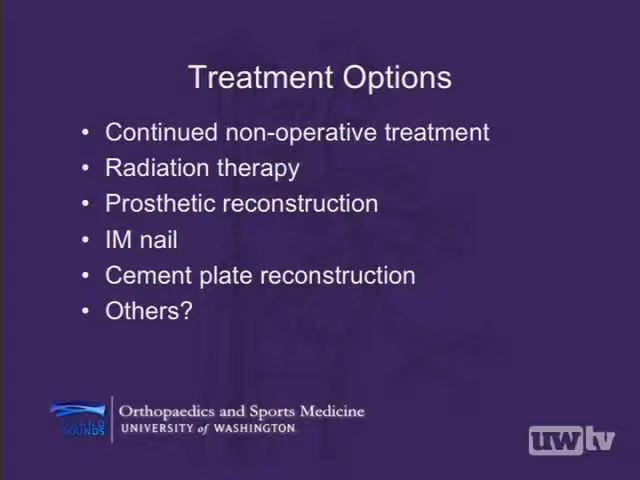 Treatment Options
• Continued non-operative treatment
• Radiation therapy
• Prosthetic reconstruction
• IM nail
• Cement plate reconstruction
• Others?
Orthopaedics and Sports Medicine
UNIVERSITY of WASHINGTON
ROUNDS
uwtv